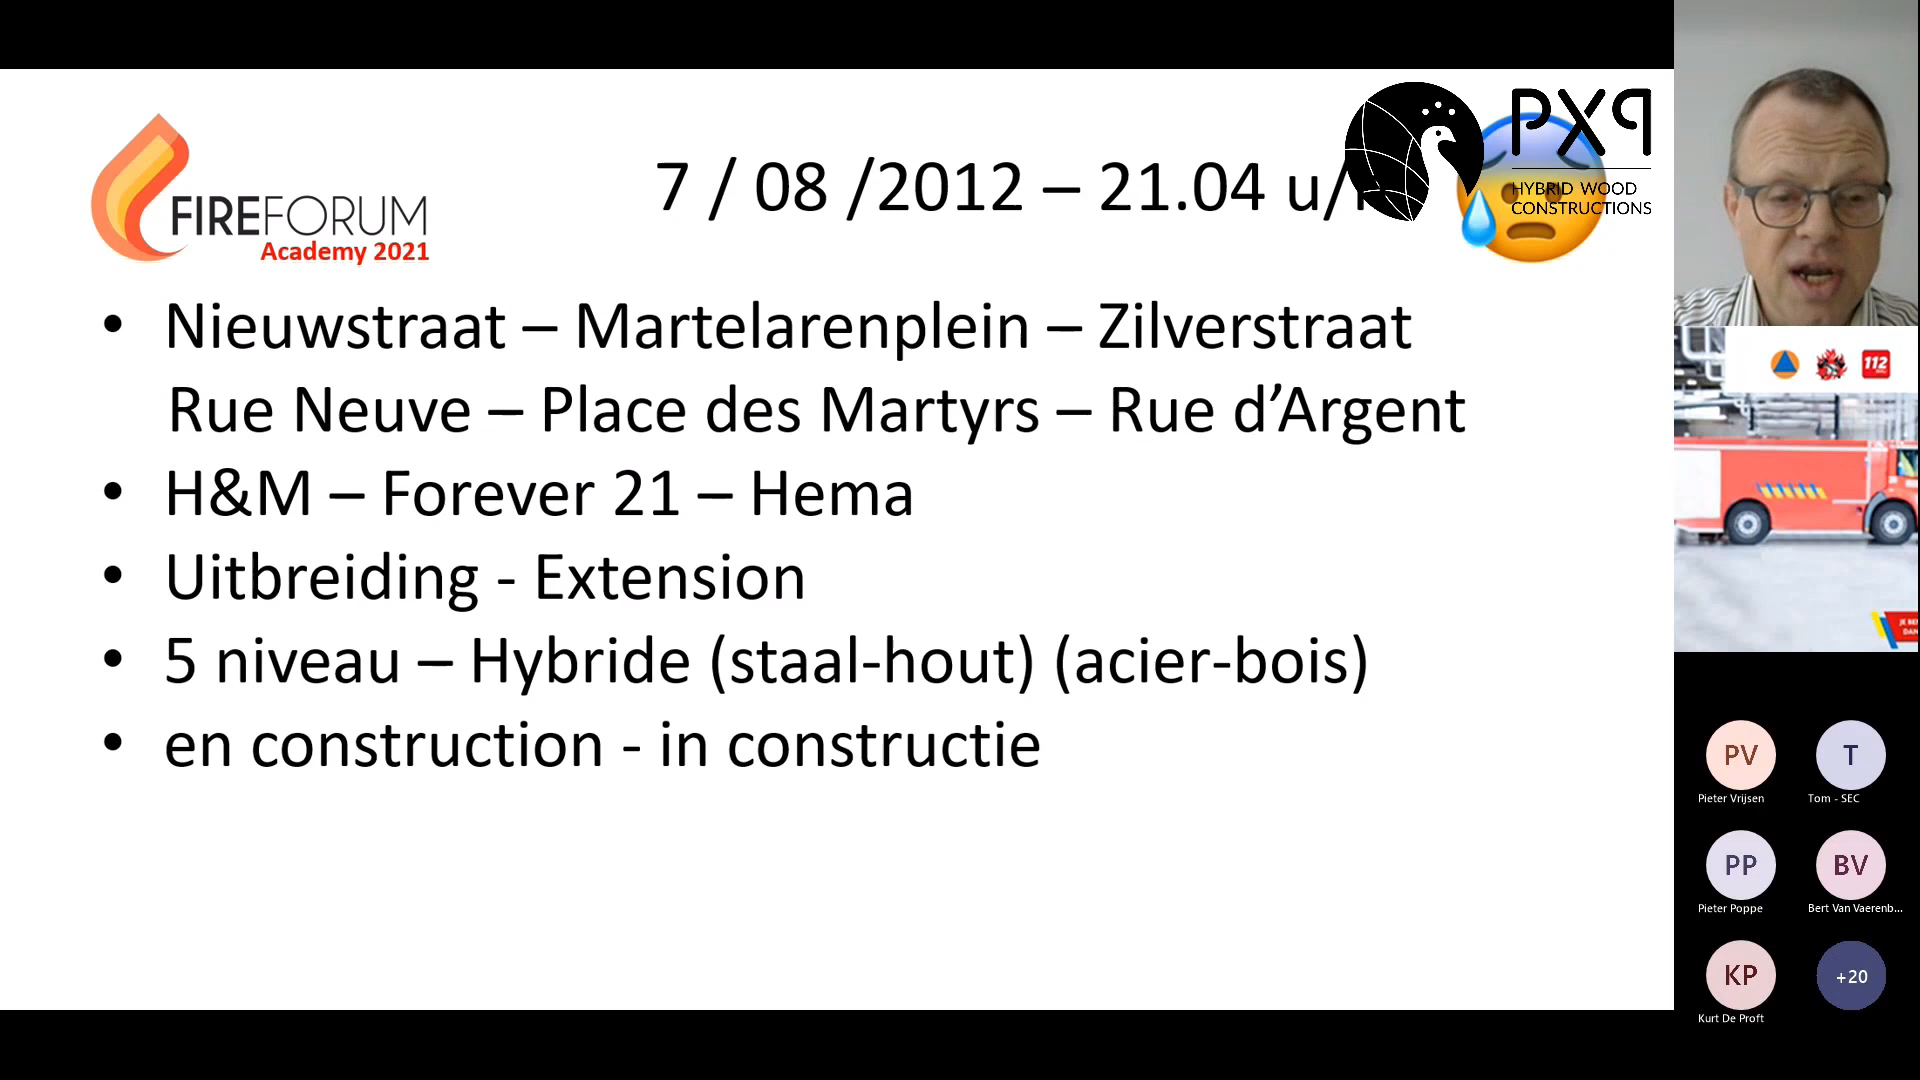 FIREFORUM
Academy 2021
7 / 08 /2012 – 21.04 u/
PXP
HYBRID WOOD
CONSTRUCTIONS
• Nieuwstraat – Martelarenplein – Zilverstraat
Rue Neuve – Place des Martyrs – Rue d’Argent
• H&M – Forever 21 – Hema
• Uitbreiding - Extension
• 5 niveau – Hybride (staal-hout) (acier-bois)
• en construction - in constructie
112
PV
Pieter Vrijsen
T
Tom - SEC
PP
Pieter Poppe
BV
Bert Van Vaerenb...
KP
Kurt De Proft
+20